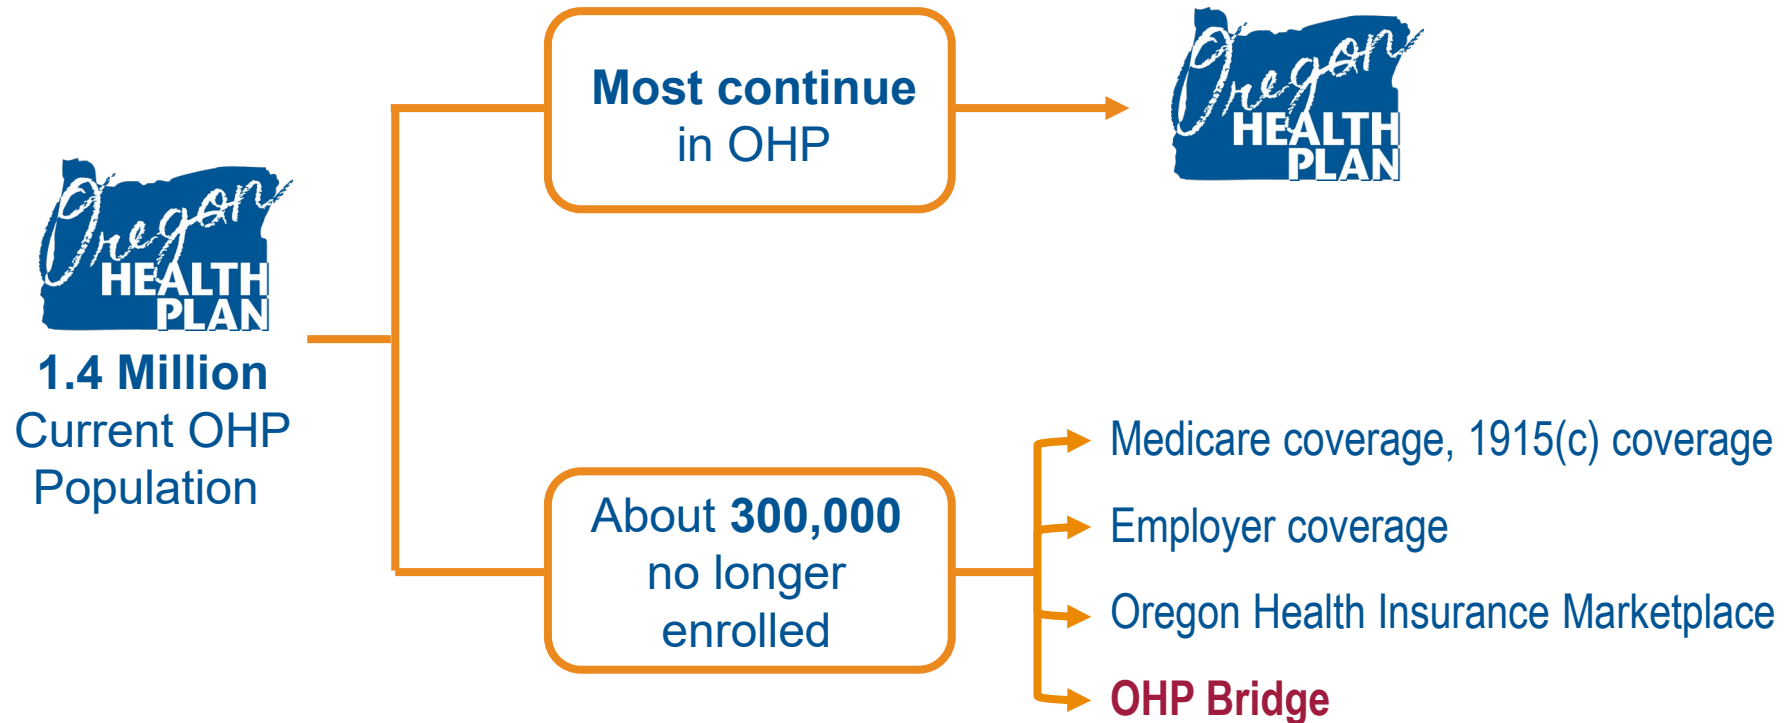 Oregon
HEALTH
PLAN
1.4 Million
Current OHP
Population
Most continue
in OHP
Oregon
HEALTH
PLAN
About 300,000
no longer
enrolled
Medicare coverage, 1915(c) coverage
Employer coverage
Oregon Health Insurance Marketplace
OHP Bridge